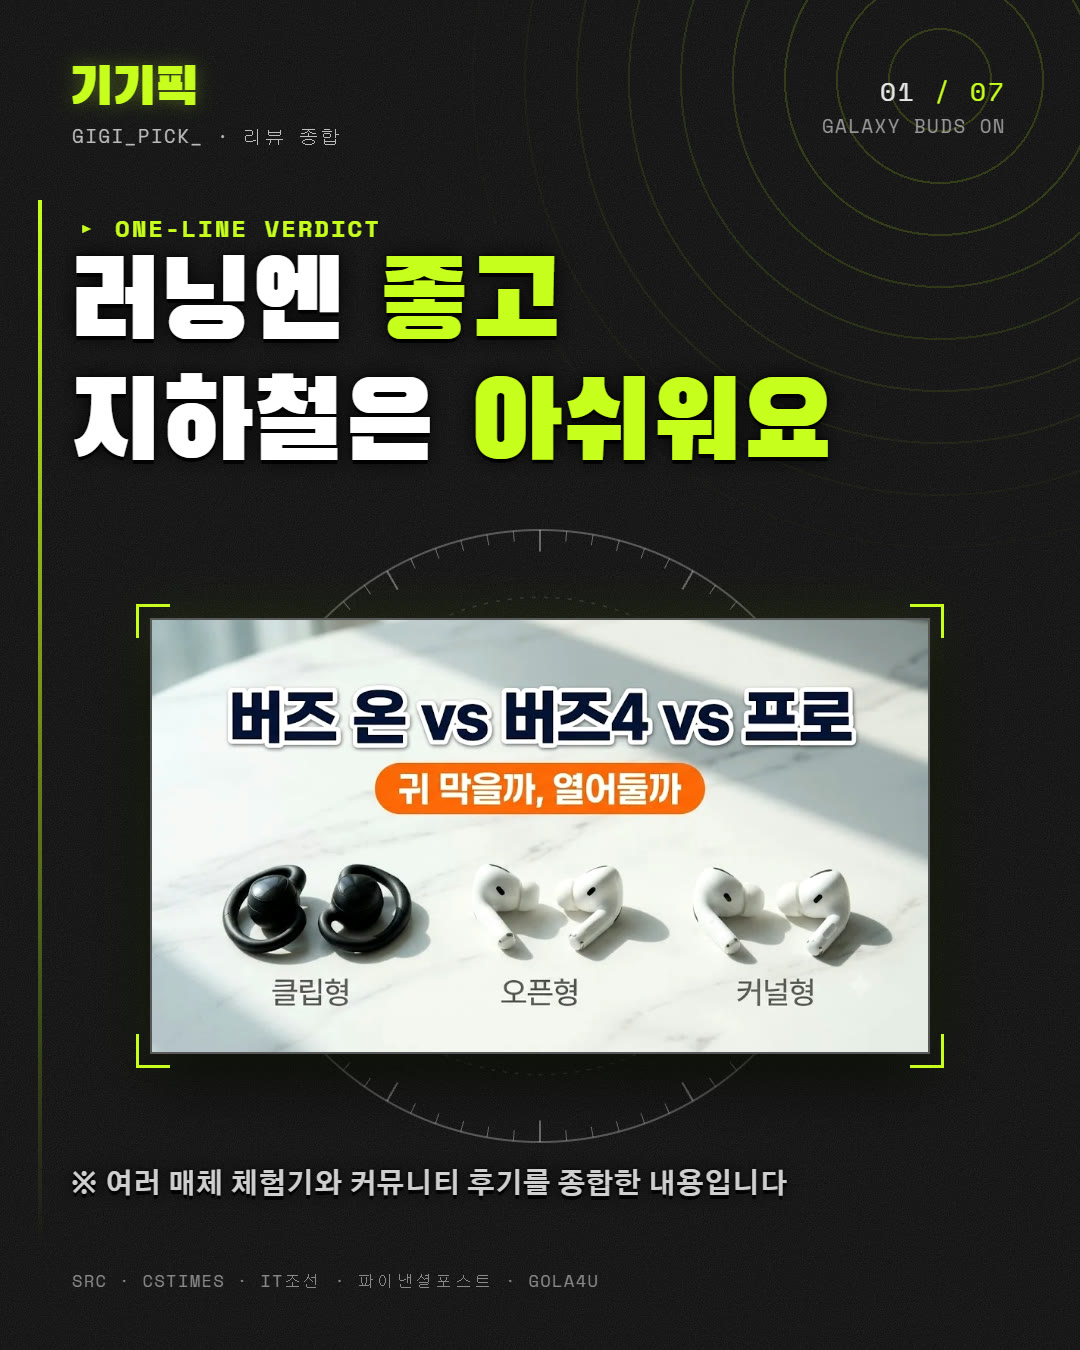 기기픽
GIGI_PICK_ · 리뷰 종합
01 / 07
GALAXY BUDS ON
▸ ONE-LINE VERDICT
러닝엔 좋고
지하철은 아쉬워요
버즈 온 vs 버즈4 vs 프로
귀 막을까, 열어둘까
클립형
오픈형
커널형
※ 여러 매체 체험기와 커뮤니티 후기를 종합한 내용입니다
SRC · CSTIMES · IT조선 · 파이낸셜포스트 · GOLA4U